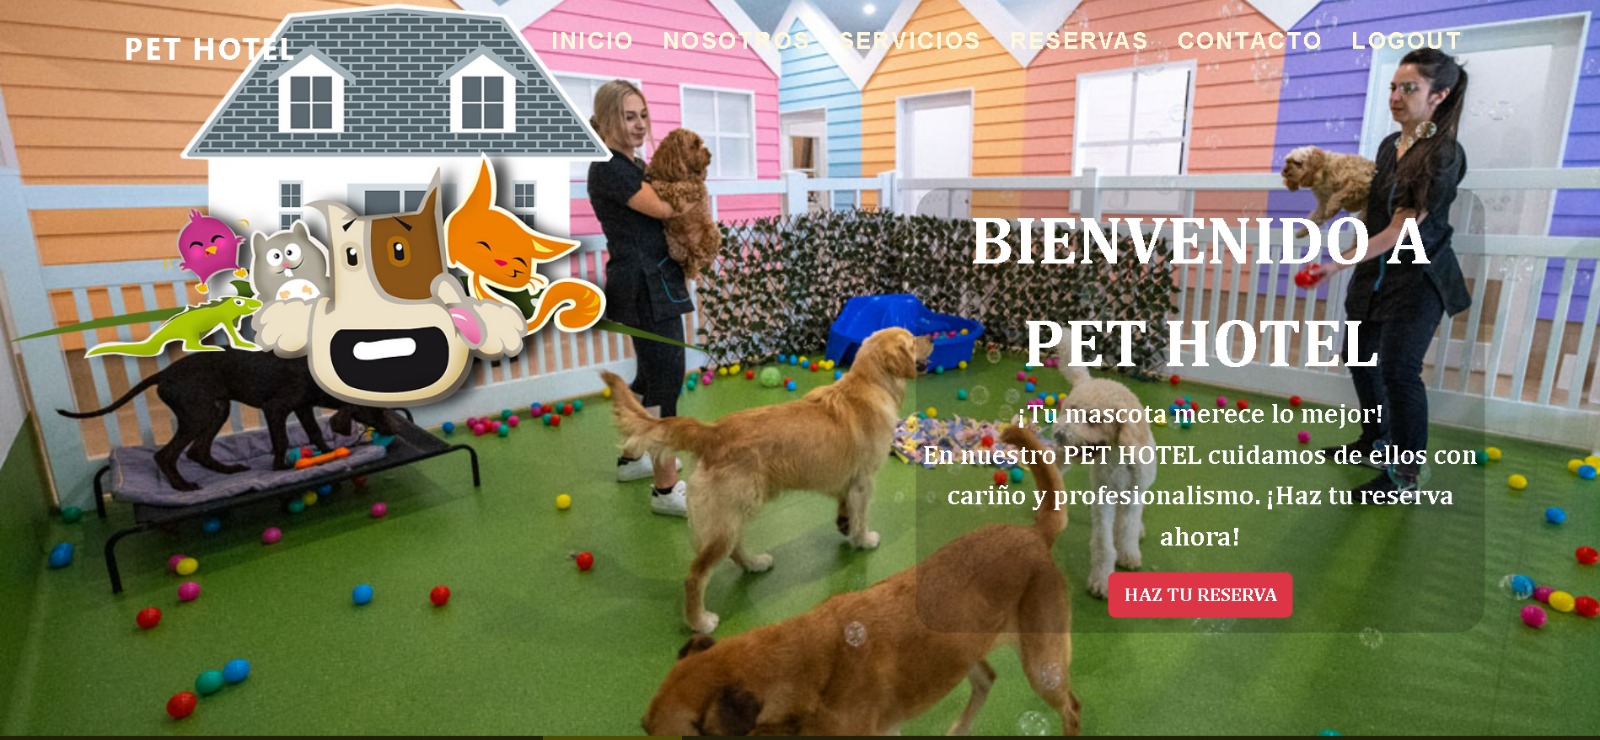 PET HOTEL
INICIO NOSOTROS SERVICIOS RESERVAS CONTACTO LOGOUT
BIENVENIDO A
PET HOTEL
¡Tu mascota merece lo mejor!
En nuestro PET HOTEL cuidamos de ellos con
cariño y profesionalismo. ¡Haz tu reserva
ahora!
HAZ TU RESERVA